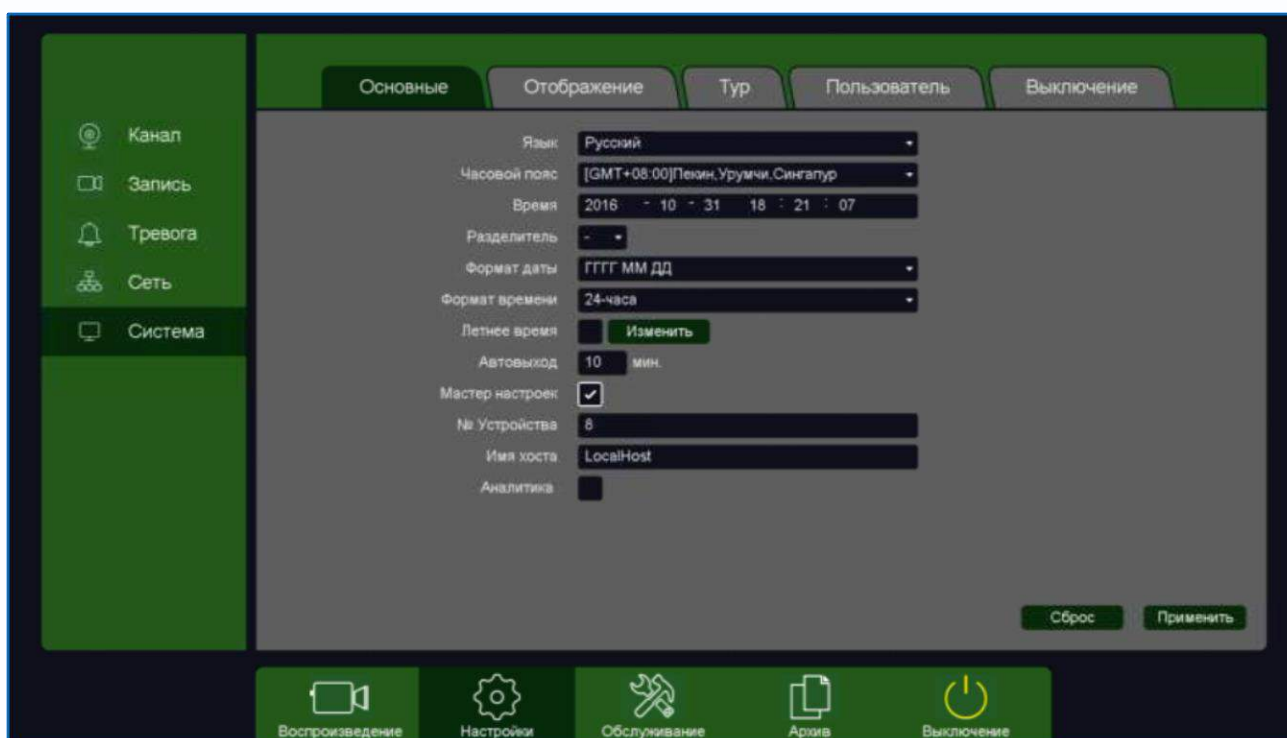 Основные Отображение Тур Пользователь Выключение
Канал
Запись
Тревога
Сеть
Система
Язык Русский
Часовой пояс [GMT+08:00]Пекин,Урумчи,Сингапур
Время 2016 - 10 - 31 18 : 21 : 07
Разделитель -
Формат даты ГГГГ ММ ДД
Формат времени 24-часа
Летнее время Изменить
Автовыход 10 мин.
Мастер настроек
№ Устройства 8
Имя хоста LocalHost
Аналитика
Сброс Применить
Воспроизведение Настройки Обслуживание Архив Выключение